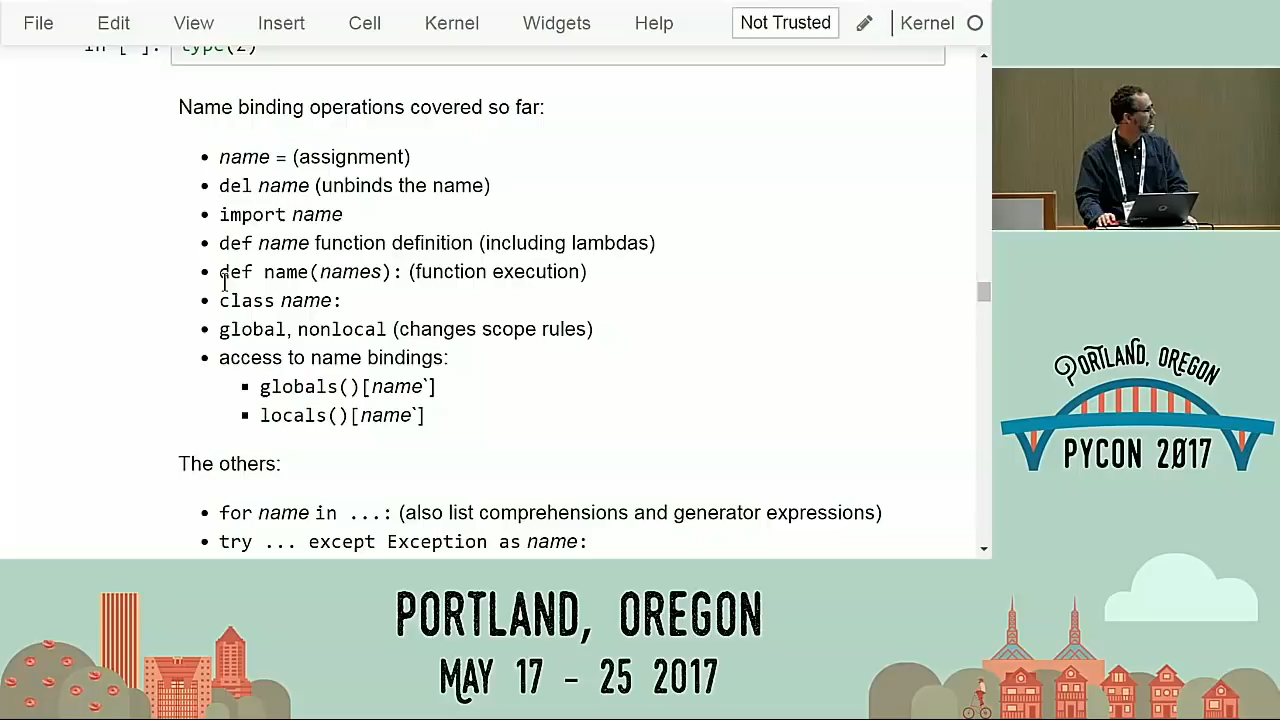 File Edit View Insert Cell Kernel Widgets Help Not Trusted Kernel
In [ ]: type(2)
Name binding operations covered so far:
• name = (assignment)
• del name (unbinds the name)
• import name
• def name function definition (including lambdas)
• def name(names): (function execution)
• class name:
• global, nonlocal (changes scope rules)
• access to name bindings:
▪ globals()[name`]
▪ locals()[name`]
The others:
• for name in ...: (also list comprehensions and generator expressions)
• try ... except Exception as name:
PORTLAND, OREGON
PYCON 2017
PORTLAND, OREGON
MAY 17 - 25 2017